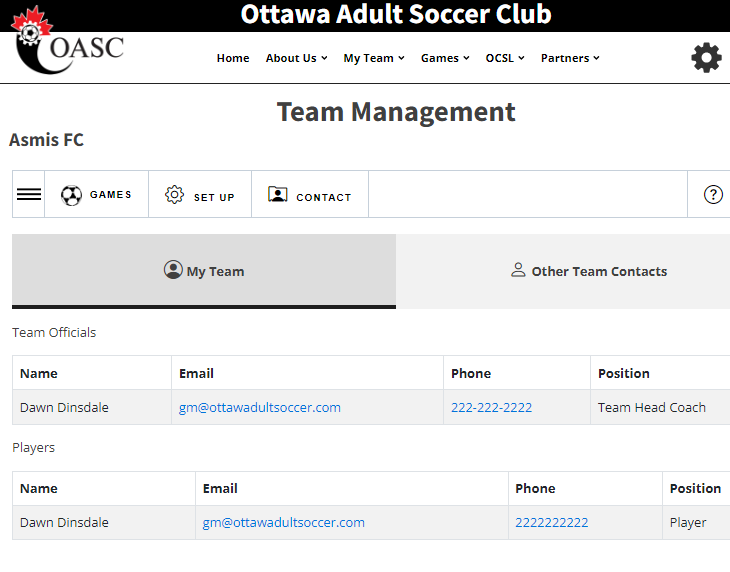 Ottawa Adult Soccer Club
OASC
Home About Us My Team Games OCSL Partners
Team Management
Asmis FC
GAMES SET UP CONTACT ?
My Team Other Team Contacts
Team Officials
Name Email Phone Position
Dawn Dinsdale gm@ottawadultsoccer.com 222-222-2222 Team Head Coach
Players
Name Email Phone Position
Dawn Dinsdale gm@ottawadultsoccer.com 2222222222 Player